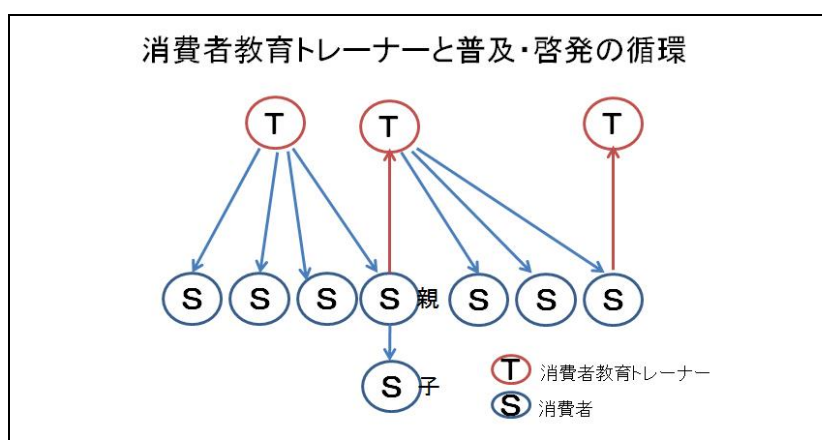 消費者教育トレーナーと普及・啓発の循環
T T T
S S S S 親 S S S
S 子
T 消費者教育トレーナー
S 消費者